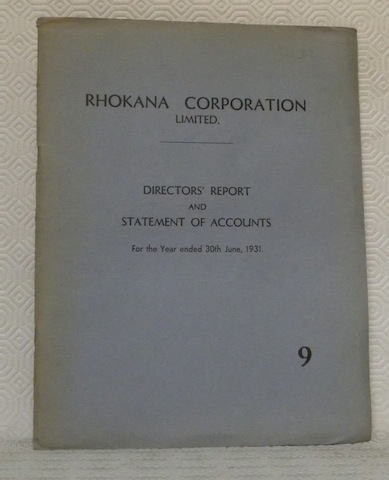 RHOKANA CORPORATION
LIMITED.
DIRECTORS' REPORT
AND
STATEMENT OF ACCOUNTS
For the Year ended 30th June, 1931.
9